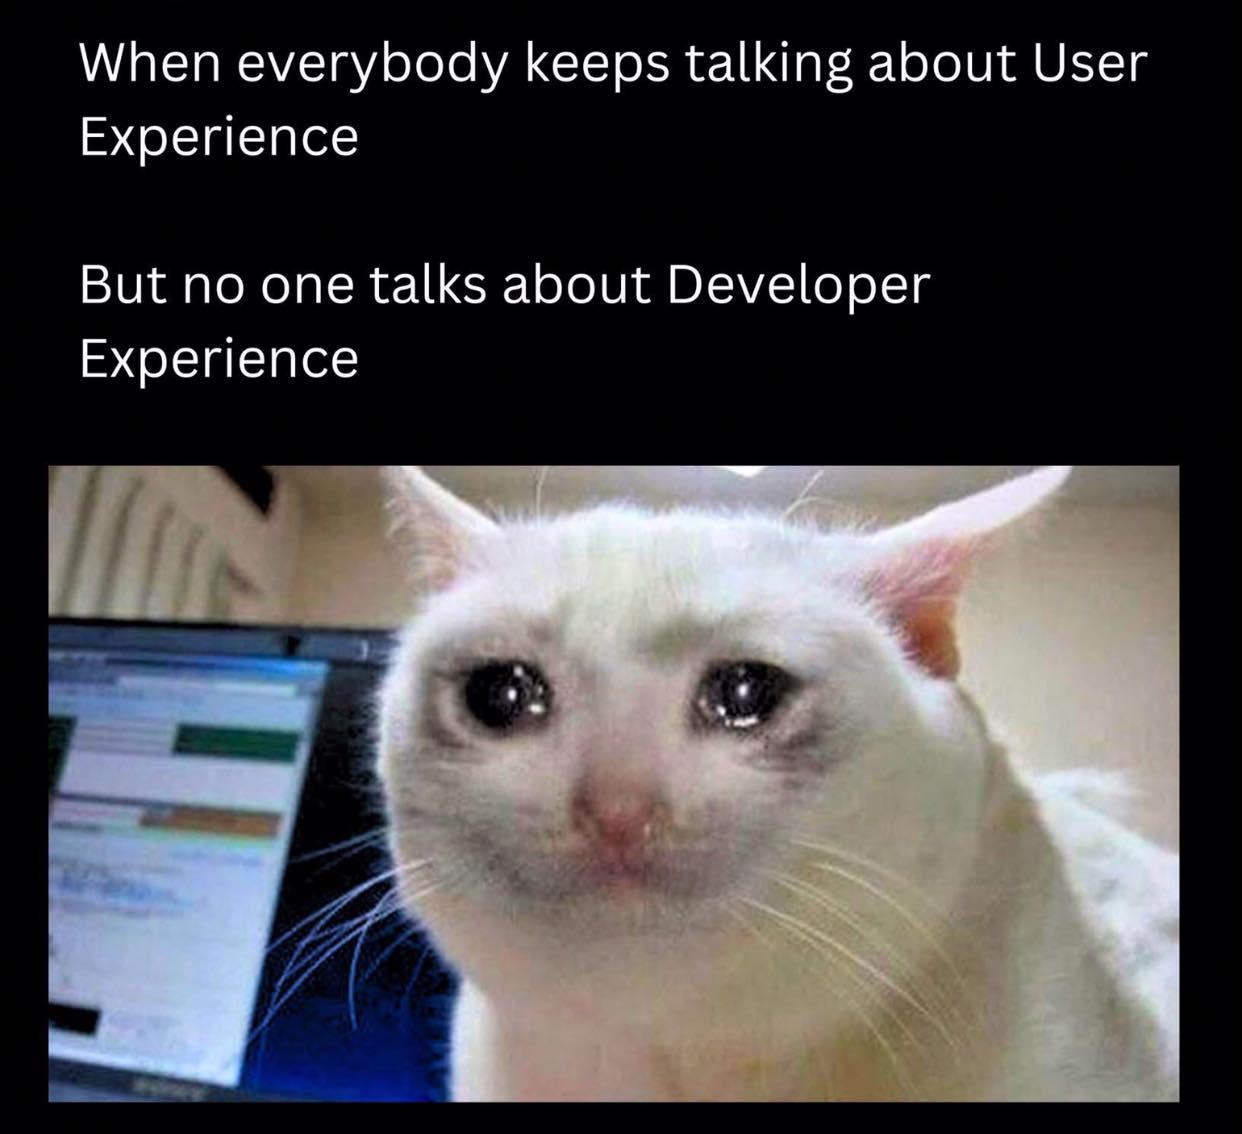 When everybody keeps talking about User
Experience
But no one talks about Developer
Experience